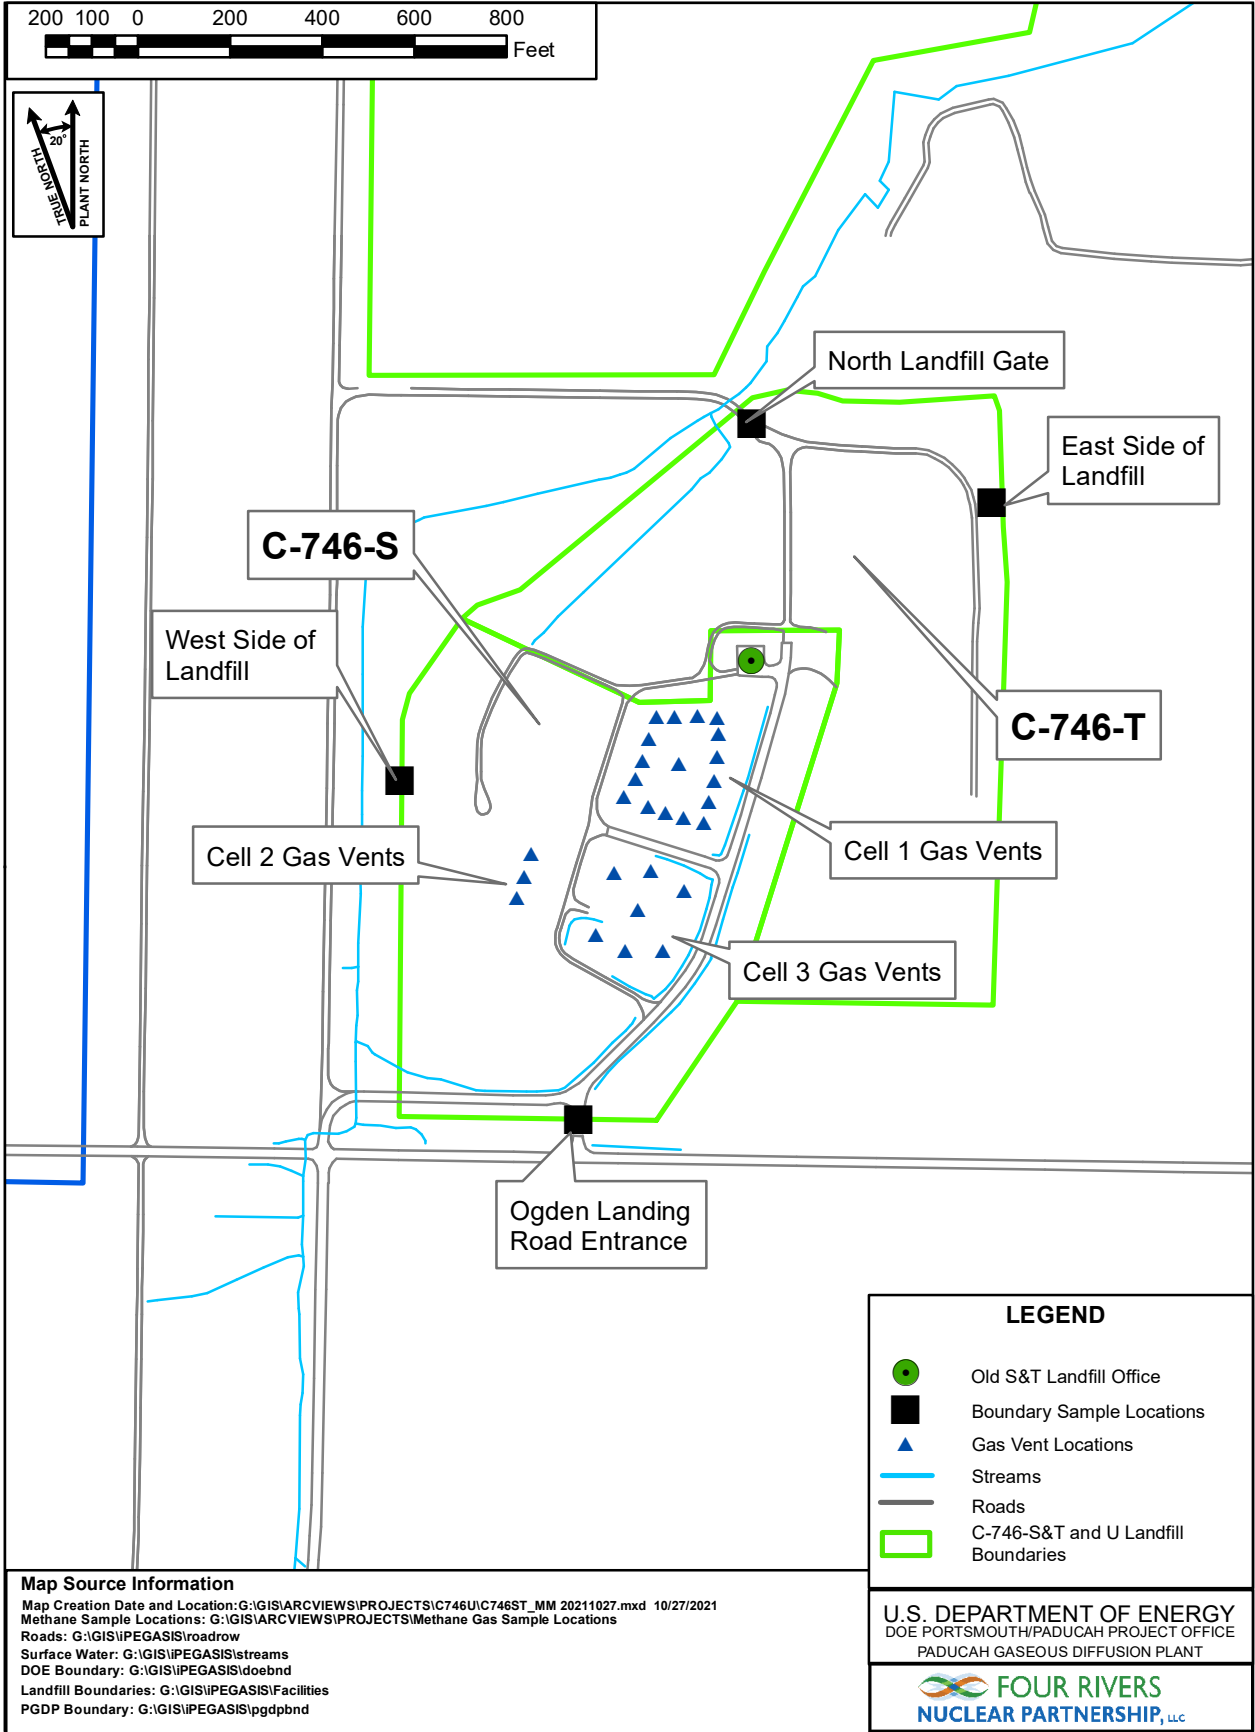 200 100 0 200 400 600 800
Feet
20°
TRUE NORTH
PLANT NORTH
North Landfill Gate
East Side of
Landfill
C-746-S
West Side of
Landfill
C-746-T
Cell 2 Gas Vents
Cell 1 Gas Vents
Cell 3 Gas Vents
Ogden Landing
Road Entrance
LEGEND
Old S&T Landfill Office
Boundary Sample Locations
Gas Vent Locations
Streams
Roads
C-746-S&T and U Landfill
Boundaries
Map Source Information
Map Creation Date and Location:G:\GIS\ARCVIEWS\PROJECTS\C746U\C746ST_MM 20211027.mxd 10/27/2021
Methane Sample Locations: G:\GIS\ARCVIEWS\PROJECTS\Methane Gas Sample Locations
Roads: G:\GIS\iPEGASIS\roadrow
Surface Water: G:\GIS\iPEGASIS\streams
DOE Boundary: G:\GIS\iPEGASIS\doebnd
Landfill Boundaries: G:\GIS\iPEGASIS\Facilities
PGDP Boundary: G:\GIS\iPEGASIS\pgdpbnd
U.S. DEPARTMENT OF ENERGY
DOE PORTSMOUTH/PADUCAH PROJECT OFFICE
PADUCAH GASEOUS DIFFUSION PLANT
FOUR RIVERS
NUCLEAR PARTNERSHIP, LLC